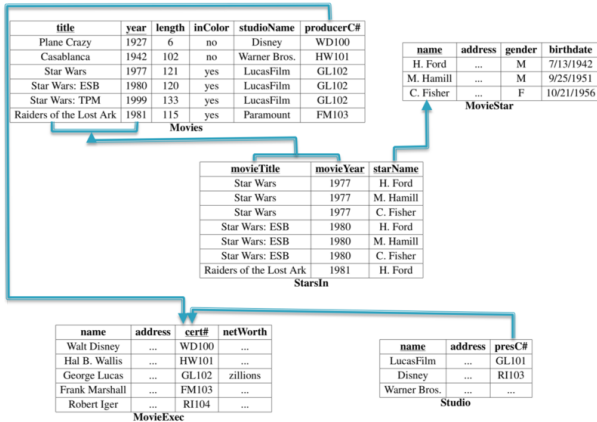 title year length inColor studioName producerC#
Plane Crazy 1927 6 no Disney WD100
Casablanca 1942 102 no Warner Bros. HW101
Star Wars 1977 121 yes LucasFilm GL102
Star Wars: ESB 1980 120 yes LucasFilm GL102
Star Wars: TPM 1999 133 yes LucasFilm GL102
Raiders of the Lost Ark 1981 115 yes Paramount FM103
Movies
name address gender birthdate
H. Ford ... M 7/13/1942
M. Hamill ... M 9/25/1951
C. Fisher ... F 10/21/1956
MovieStar
movieTitle movieYear starName
Star Wars 1977 H. Ford
Star Wars 1977 M. Hamill
Star Wars 1977 C. Fisher
Star Wars: ESB 1980 H. Ford
Star Wars: ESB 1980 M. Hamill
Star Wars: ESB 1980 C. Fisher
Raiders of the Lost Ark 1981 H. Ford
StarsIn
name address cert# netWorth
Walt Disney ... WD100 ...
Hal B. Wallis ... HW101 ...
George Lucas ... GL102 zillions
Frank Marshall ... FM103 ...
Robert Iger ... RI104 ...
MovieExec
name address presC#
LucasFilm ... GL101
Disney ... RI103
Warner Bros. ... ...
Studio